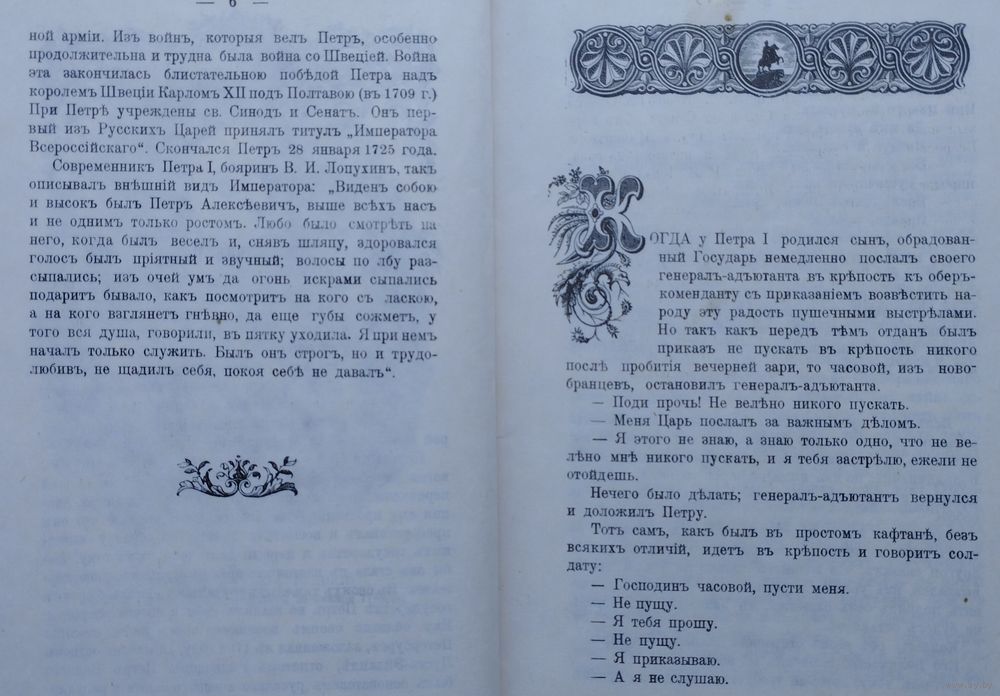 — 6 —
ной арміи. Изъ войнъ, которыя велъ Петръ, особенно
продолжительна и трудна была война со Швеціей. Война
эта закончилась блистательною побѣдой Петра надъ
королемъ Швеціи Карломъ XII подъ Полтавою (въ 1709 г.)
При Петрѣ учреждены св. Синодъ и Сенатъ. Онъ пер-
вый изъ Русскихъ Царей принялъ титулъ „Императора
Всероссійскаго“. Скончался Петръ 28 января 1725 года.
Современникъ Петра I, бояринъ В. И. Лопухинъ, такъ
описывалъ внѣшній видъ Императора: „Виденъ собою
и высокъ былъ Петръ Алексѣевичъ, выше всѣхъ насъ
и не однимъ только ростомъ. Любо было смотрѣть на
него, когда былъ веселъ и, снявъ шляпу, здоровался
голосъ былъ пріятный и звучный; волосы по лбу раз-
сыпались; изъ очей умъ да огонь искрами сыпались
подаритъ бывало, какъ посмотритъ на кого съ ласкою,
а на кого взглянетъ гнѣвно, да еще губы сожметъ, у
того вся душа, говорили, въ пятку уходила. Я при немъ
началъ только служить. Былъ онъ строгъ, но и трудо-
любивъ, не щадилъ себя, покоя себѣ не давалъ“.
КОГДА у Петра I родился сынъ, обрадован-
ный Государь немедленно послалъ своего
генералъ-адъютанта въ крѣпость къ оберъ-
коменданту съ приказаніемъ возвѣстить на-
роду эту радость пушечными выстрѣлами.
Но такъ какъ передъ тѣмъ отданъ былъ
приказъ не пускать въ крѣпость никого
послѣ пробитія вечерней зари, то часовой, изъ ново-
бранцевъ, остановилъ генералъ-адъютанта.
— Поди прочь! Не велѣно никого пускать.
— Меня Царь послалъ за важнымъ дѣломъ.
— Я этого не знаю, а знаю только одно, что не ве-
лѣно мнѣ никого пускать, и я тебя застрѣлю, ежели не
отойдешь.
Нечего было дѣлать; генералъ-адъютантъ вернулся
и доложилъ Петру.
Тотъ самъ, какъ былъ въ простомъ кафтанѣ, безъ
всякихъ отличій, идетъ въ крѣпость и говоритъ сол-
дату:
— Господинъ часовой, пусти меня.
— Не пущу.
— Я тебя прошу.
— Не пущу.
— Я приказываю.
— А я не слушаю.